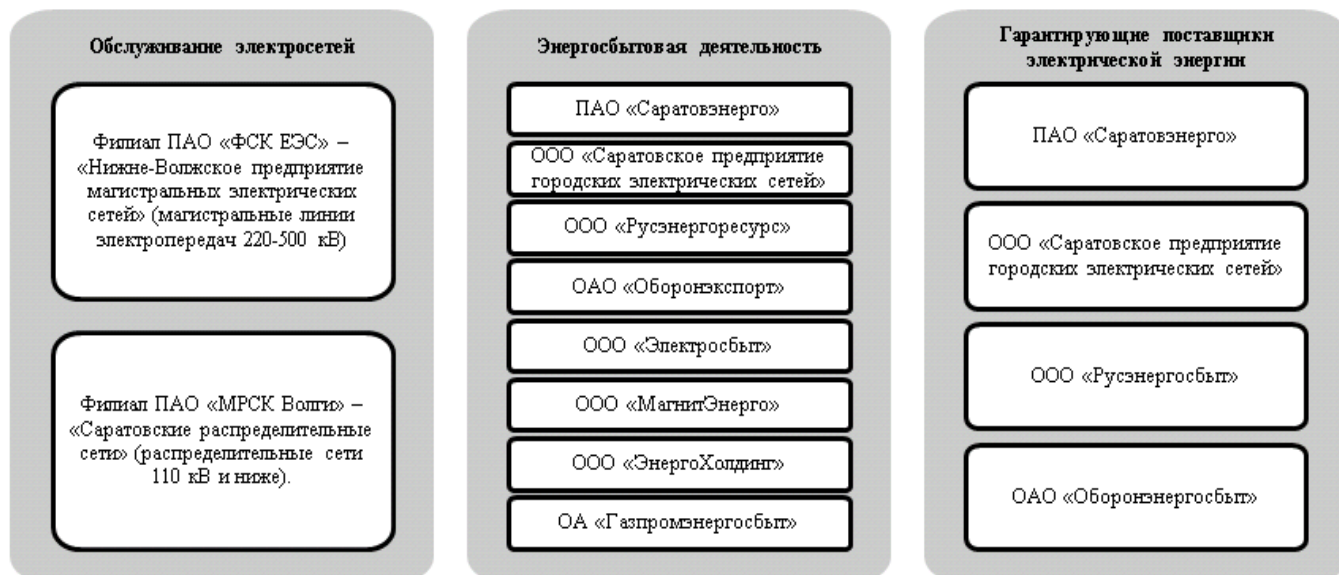 Обслуживание электросетей
Филиал ПАО «ФСК ЕЭС» –
«Нижне-Волжское предприятие
магистральных электрических
сетей» (магистральные линии
электропередач 220-500 кВ)
Филиал ПАО «МРСК Волги» –
«Саратовские распределительные
сети» (распределительные сети
110 кВ и ниже).
Энергосбытовая деятельность
ПАО «Саратовэнерго»
ООО «Саратовское предприятие
городских электрических сетей»
ООО «Русэнергоресурс»
ОАО «Оборонэкспорт»
ООО «Электросбыт»
ООО «МагнитЭнерго»
ООО «ЭнергоХолдинг»
ОА «Газпромэнергосбыт»
Гарантирующие поставщики
электрической энергии
ПАО «Саратовэнерго»
ООО «Саратовское предприятие
городских электрических сетей»
ООО «Русэнергосбыт»
ОАО «Оборонэнергосбыт»